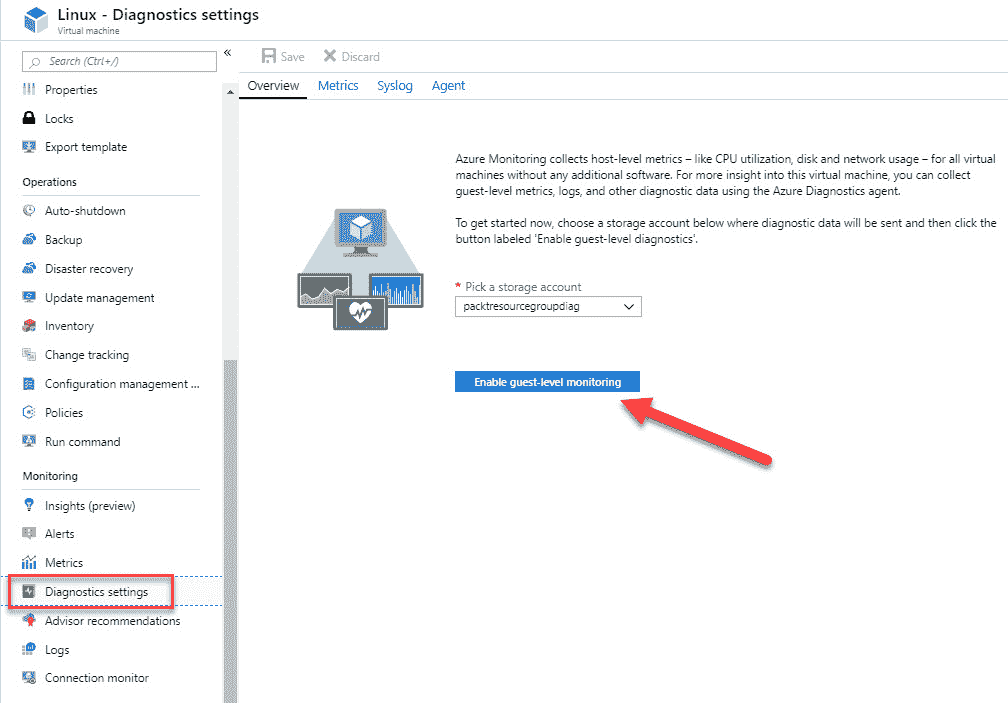 Linux - Diagnostics settings
Virtual machine
Search (Ctrl+/)
«
Properties
Locks
Export template
Operations
Auto-shutdown
Backup
Disaster recovery
Update management
Inventory
Change tracking
Configuration management ...
Policies
Run command
Monitoring
Insights (preview)
Alerts
Metrics
Diagnostics settings
Advisor recommendations
Logs
Connection monitor
Save Discard
Overview Metrics Syslog Agent
Azure Monitoring collects host-level metrics – like CPU utilization, disk and network usage – for all virtual
machines without any additional software. For more insight into this virtual machine, you can collect
guest-level metrics, logs, and other diagnostic data using the Azure Diagnostics agent.
To get started now, choose a storage account below where diagnostic data will be sent and then click the
button labeled 'Enable guest-level diagnostics'.
* Pick a storage account
packtresourcegroupdiag
Enable guest-level monitoring